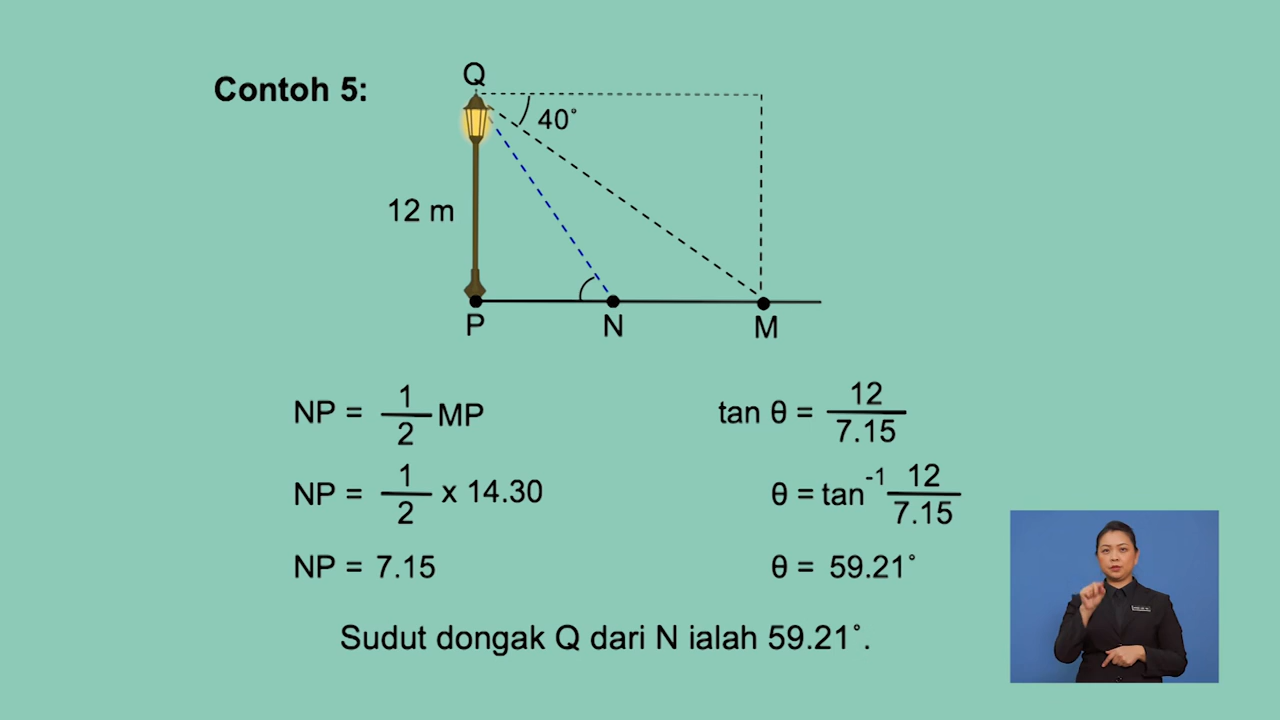 Contoh 5:
Q
40°
12 m
P
N
M
NP = 1/2 MP
NP = 1/2 x 14.30
NP = 7.15
tan θ = 12/7.15
θ = tan⁻¹ 12/7.15
θ = 59.21°
Sudut dongak Q dari N ialah 59.21°.